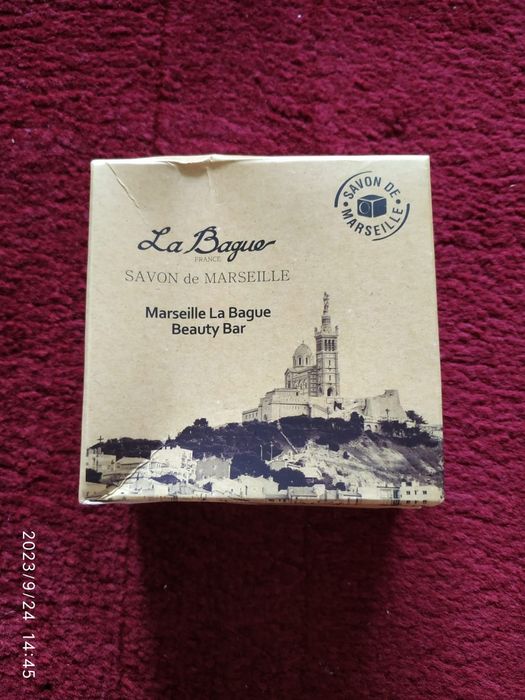 SAVON DE
MARSEILLE
La Bague
FRANCE
SAVON de MARSEILLE
Marseille La Bague
Beauty Bar
2023/9/24 14:45